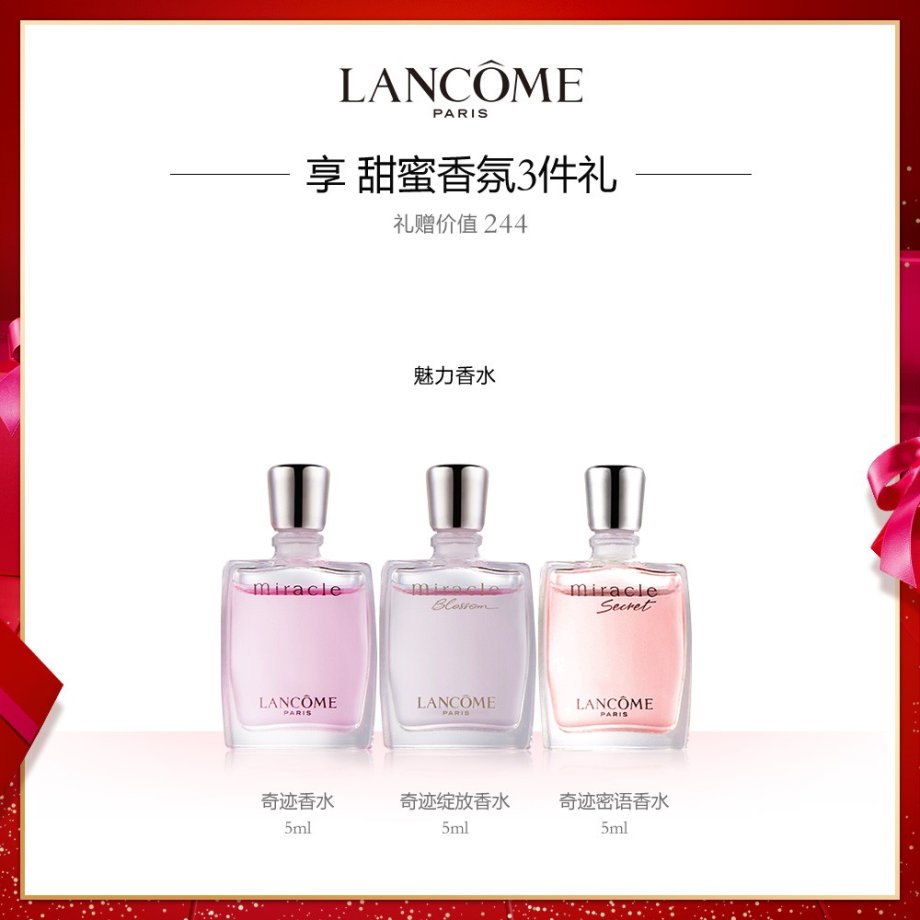 LANCÔME
PARIS
享 甜蜜香氛3件礼
礼赠价值 244
魅力香水
miracle
LANCÔME
PARIS
miracle
Blossom
LANCÔME
PARIS
miracle
Secret
LANCÔME
PARIS
奇迹香水
5ml
奇迹绽放香水
5ml
奇迹密语香水
5ml